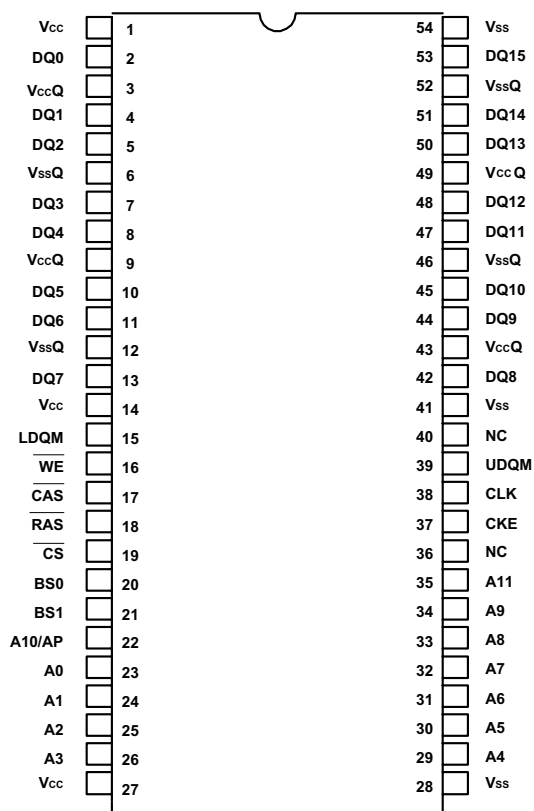 Vcc 1 54 Vss
DQ0 2 53 DQ15
VccQ 3 52 VssQ
DQ1 4 51 DQ14
DQ2 5 50 DQ13
VssQ 6 49 Vcc Q
DQ3 7 48 DQ12
DQ4 8 47 DQ11
VccQ 9 46 VssQ
DQ5 10 45 DQ10
DQ6 11 44 DQ9
VssQ 12 43 VccQ
DQ7 13 42 DQ8
Vcc 14 41 Vss
LDQM 15 40 NC
WE 16 39 UDQM
CAS 17 38 CLK
RAS 18 37 CKE
CS 19 36 NC
BS0 20 35 A11
BS1 21 34 A9
A10/AP 22 33 A8
A0 23 32 A7
A1 24 31 A6
A2 25 30 A5
A3 26 29 A4
Vcc 27 28 Vss